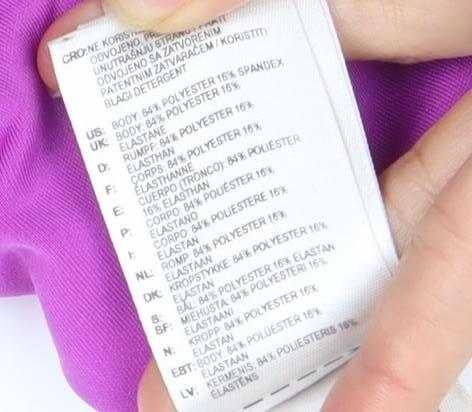 CRO: NE KORISTI
ODVOJENO, PE
UNUTRAŠNJU STRANU PRATI
ODVOJENO SA ZATVORENIM
PATENTNIM ZATVARAČEM / KORISTITI
BLAGI DETERGENT
US: BODY: 84% POLYESTER 16% SPANDEX
UK: BODY: 84% POLYESTER 16%
ELASTANE
D: RUMPF: 84% POLYESTER 16%
ELASTHAN
F: CORPS: 84% POLYESTER 16%
ELASTHANNE
E: CUERPO (TRONCO): 84% POLIÉSTER
16% ELASTHAN
P: CORPO: 84% POLIÉSTER 16%
ELASTANO
I: CORPO: 84% POLIESTERE 16%
ELASTAN
NL: ROMP: 84% POLYESTER 16%
ELASTAAN
DK: KROPSTYKKE: 84% POLYESTER 16%
ELASTAN
S: BÅL: 84% POLYESTER 16% ELASTAN
SF: MIEHUSTA: 84% POLYESTERI 16%
ELASTAANI
N: KROPP: 84% POLYESTER 16%
ELASTAN
EST: BODY: 84% POLÜESTER 16%
ELASTAAN
LV: KERMENIS: 84% POLIESTERIS 16%
ELASTĒNS